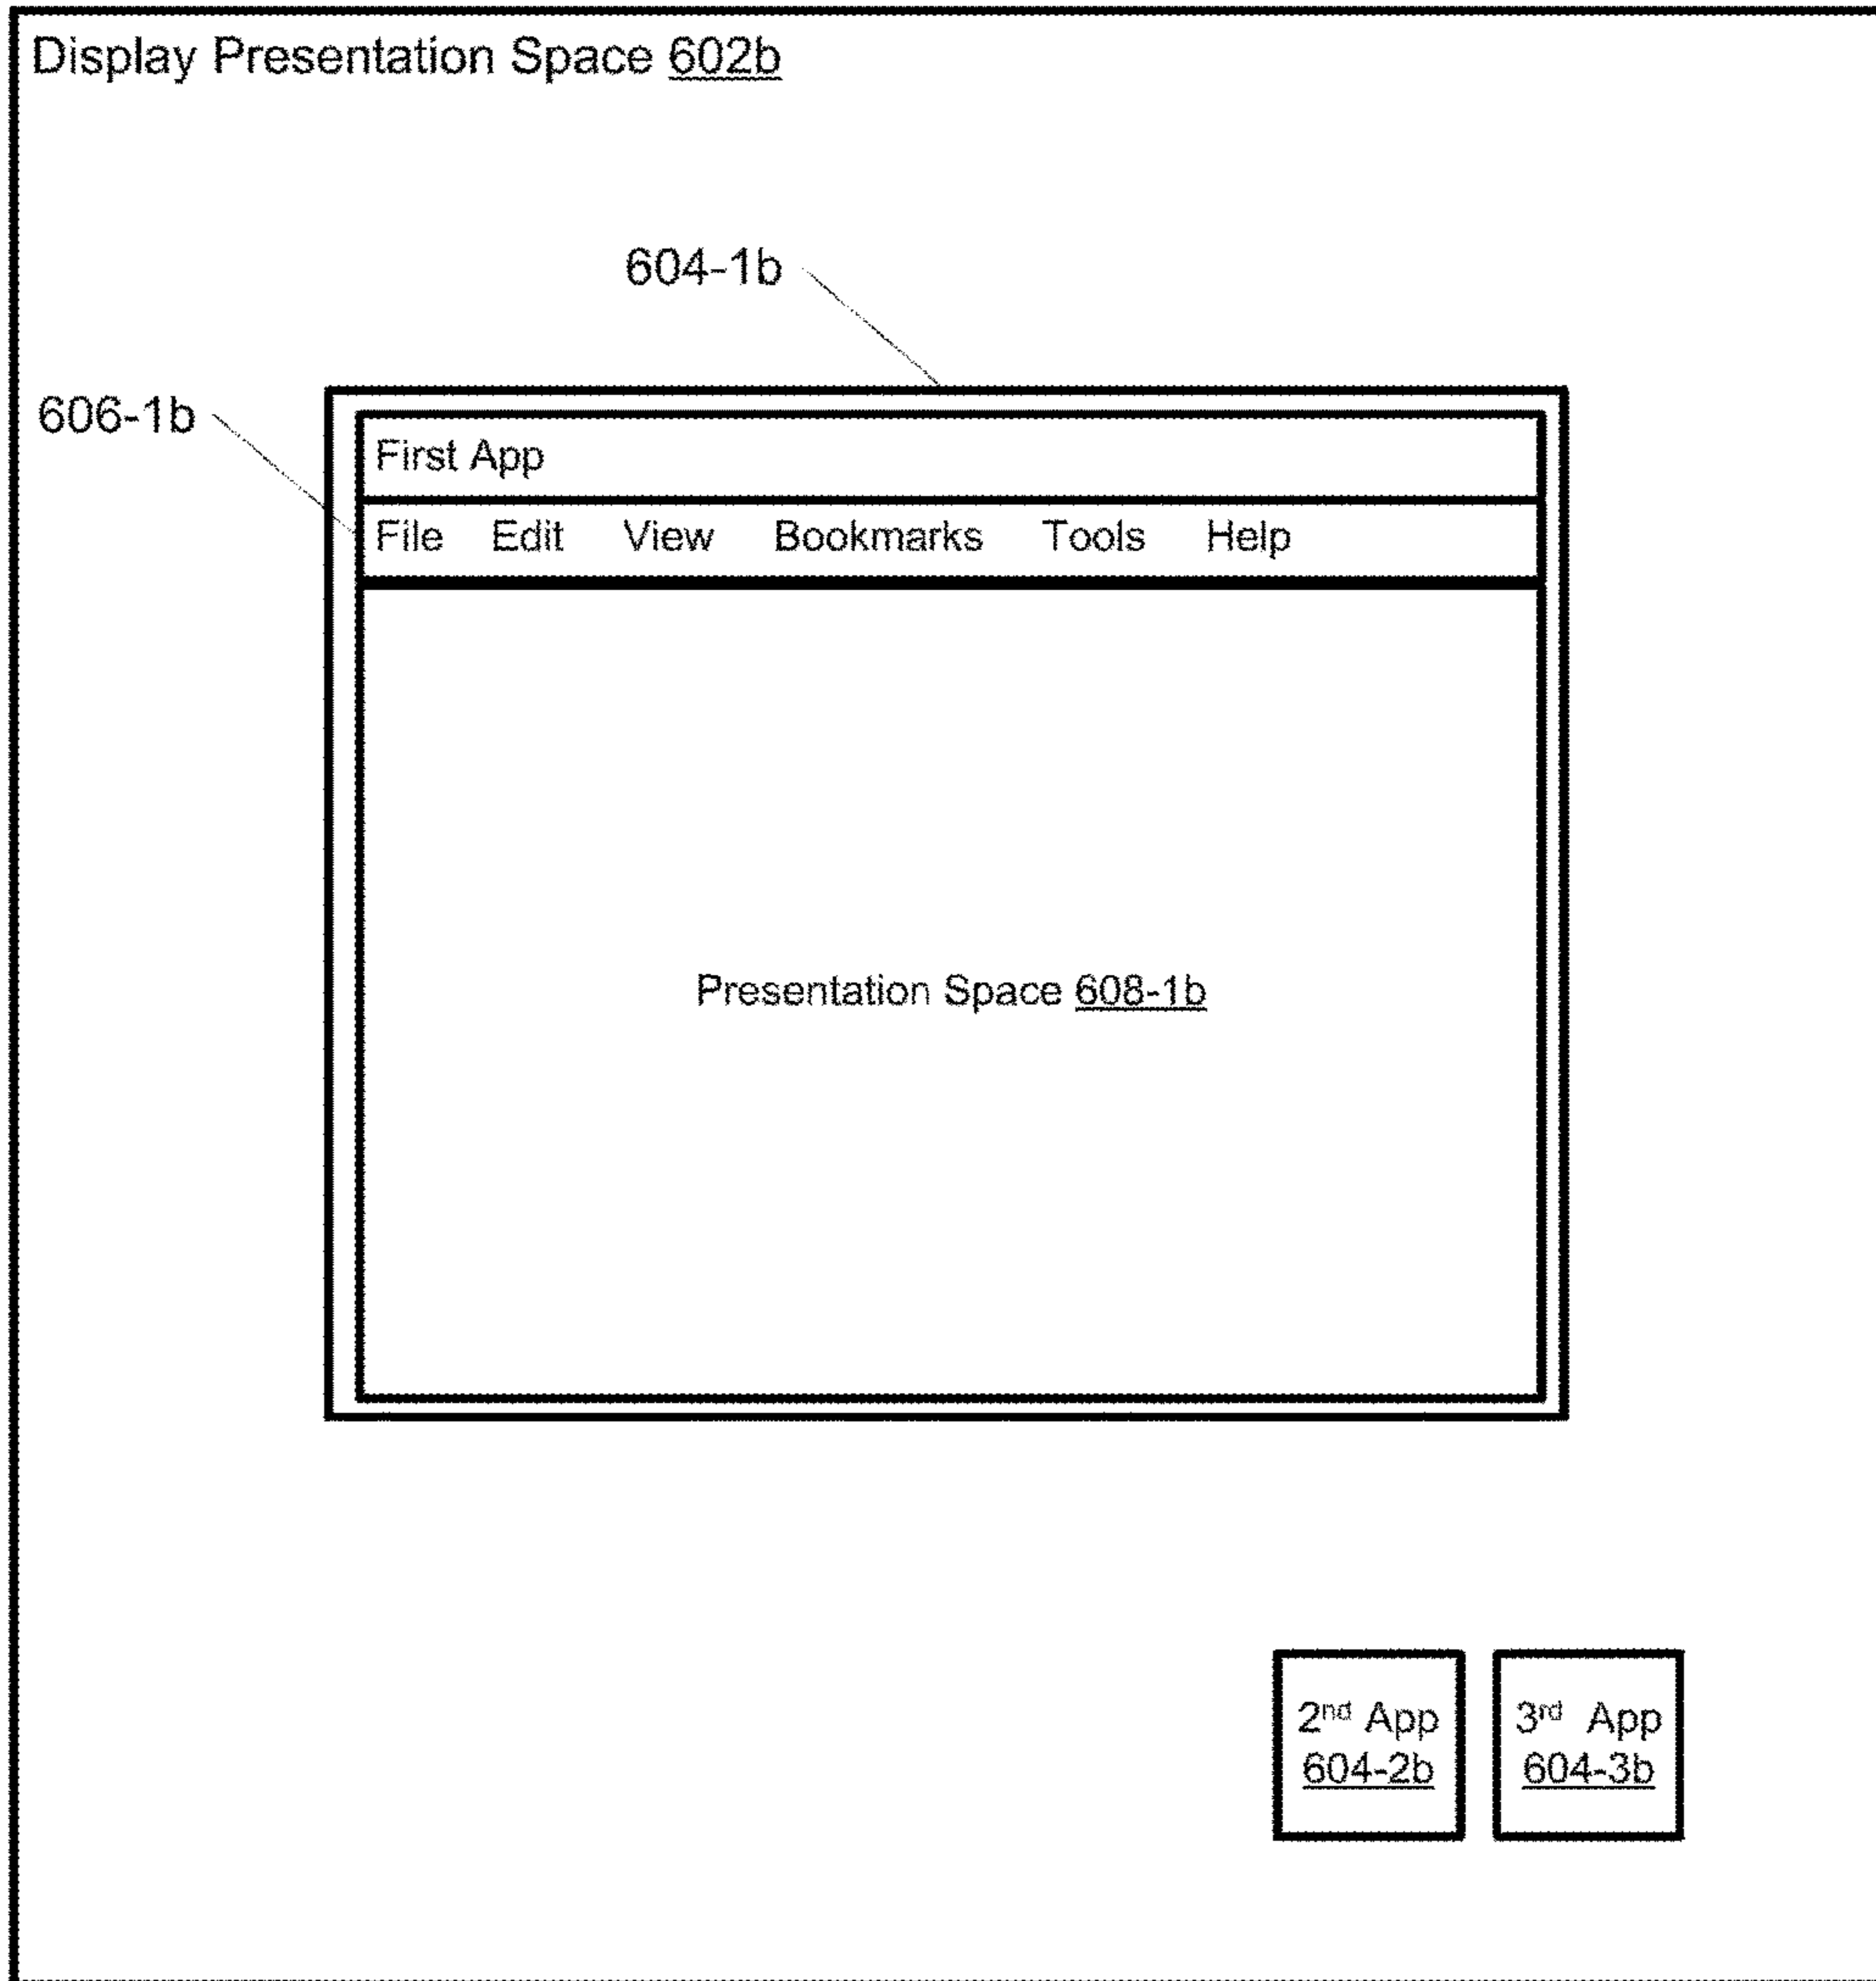 Display Presentation Space 602b
604-1b
606-1b
First App
File Edit View Bookmarks Tools Help
Presentation Space 608-1b
2nd App
604-2b
3rd App
604-3b